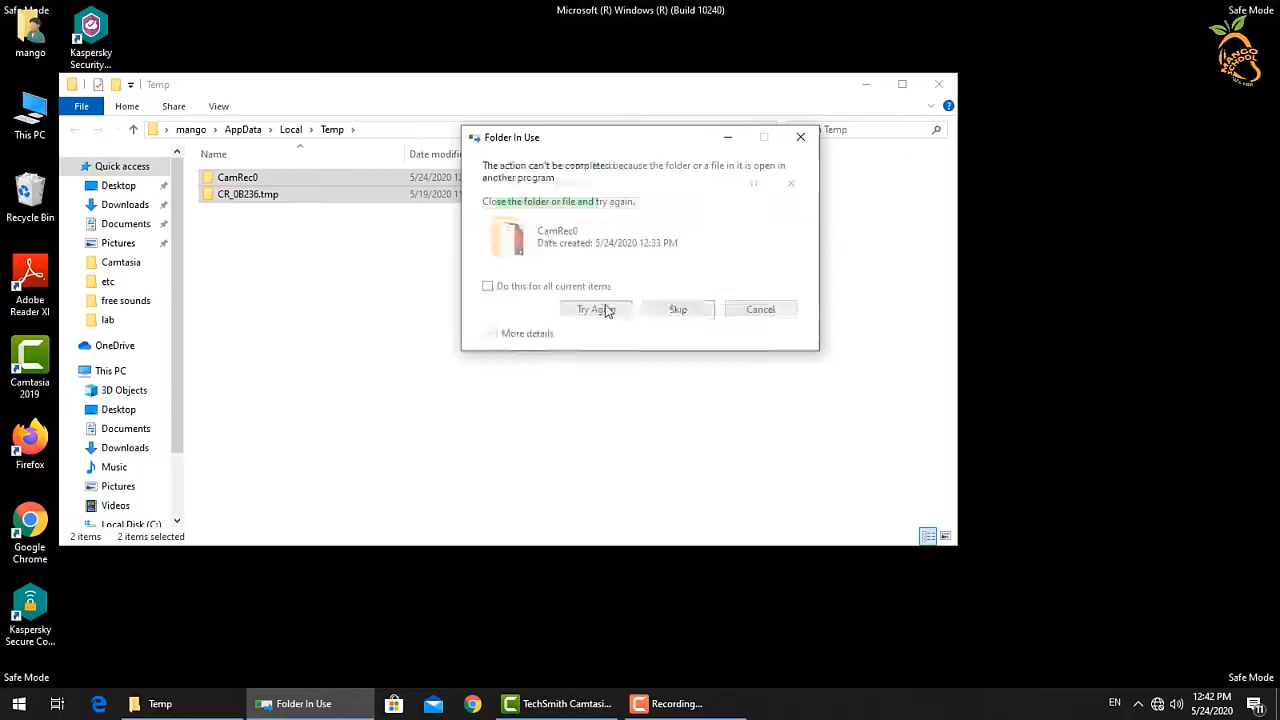 Safe Mode
Microsoft (R) Windows (R) (Build 10240)
Safe Mode
mango
Kaspersky
Security...
MANGO
SCHOOL
This PC
Recycle Bin
Adobe
Reader XI
Camtasia
2019
Firefox
Google
Chrome
Kaspersky
Secure Co...
Temp
File
Home
Share
View
mango
AppData
Local
Temp
Temp
Quick access
Desktop
Downloads
Documents
Pictures
Camtasia
etc
free sounds
lab
OneDrive
This PC
3D Objects
Desktop
Documents
Downloads
Music
Pictures
Videos
Local Disk (C:)
Name
Date modifi
CamRec0
5/24/2020 12
CR_0B236.tmp
5/19/2020 1
2 items
2 items selected
Folder In Use
The action can't be completed because the folder or a file in it is open in
another program
Close the folder or file and try again.
CamRec0
Date created: 5/24/2020 12:33 PM
Do this for all current items
Try Again
Skip
Cancel
More details
Safe Mode
Safe Mode
Temp
Folder In Use
TechSmith Camtasi...
Recording...
EN
12:42 PM
5/24/2020